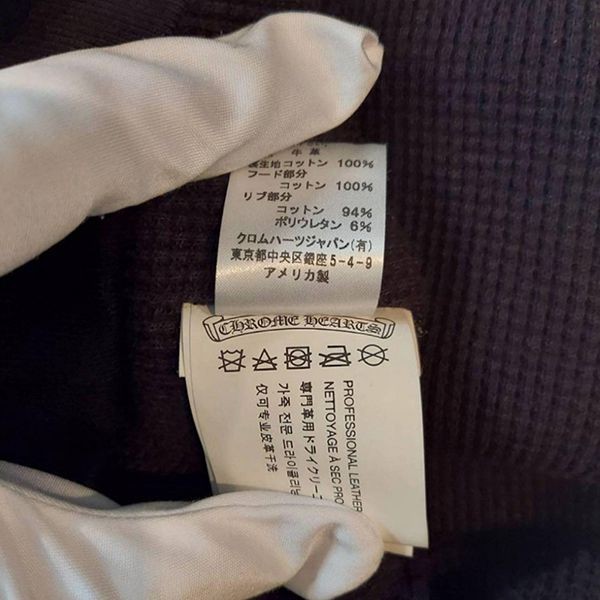 牛革
裏生地コットン 100%
フード部分
コットン 100%
リブ部分
コットン 94%
ポリウレタン 6%
クロムハーツジャパン(有)
東京都中央区銀座5-4-9
アメリカ製
CHROME HEARTS
PROFESSIONAL LEATHER
NETTOYAGE À SEC PRO
専門革用ドライクリーニ
가죽 전문 드라이클리닝
仅可专业皮革干洗